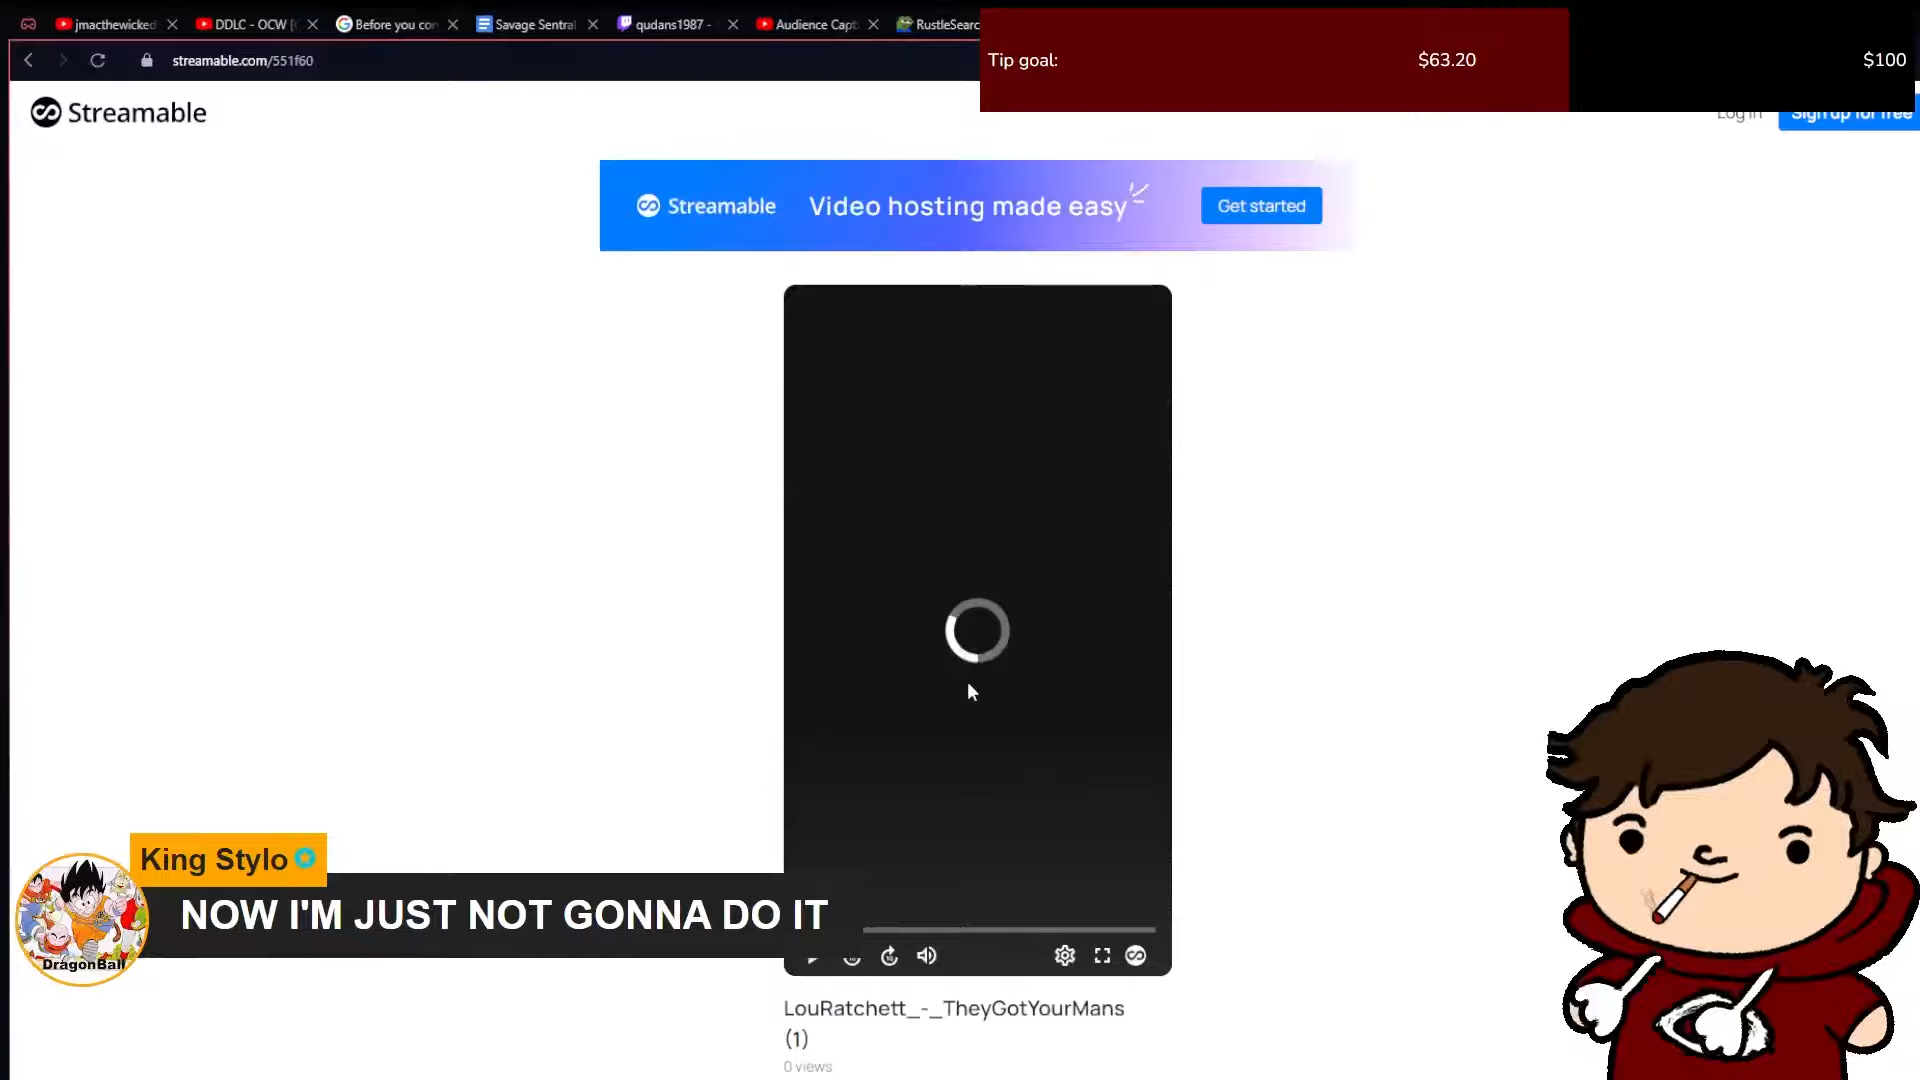 jmacthewicked
DDLC - OCW [
Before you con
Savage Sentral
qudans1987 -
Audience Capt
RustleSearc
streamable.com/551f60
Tip goal:
$63.20
$100
Streamable
Log in
Sign up for free
Streamable
Video hosting made easy
Get started
King Stylo
NOW I'M JUST NOT GONNA DO IT
DragonBall
LouRatchett_-_TheyGotYourMans
(1)
0 views